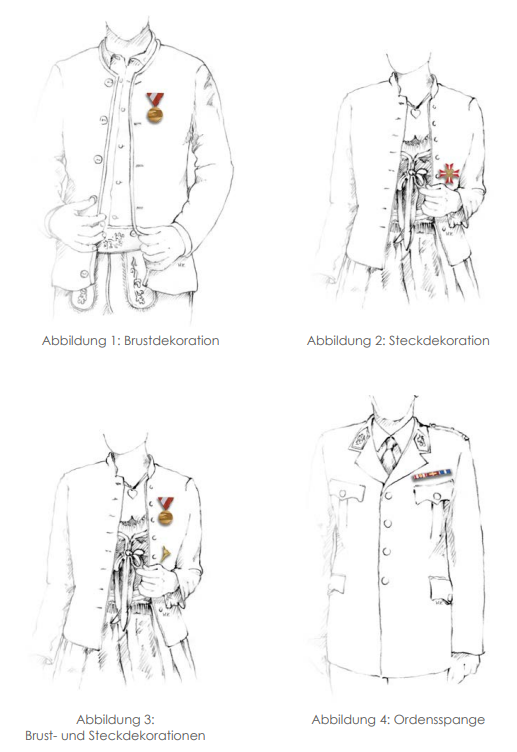 Abbildung 1: Brustdekoration
Abbildung 2: Steckdekoration
Abbildung 3:
Brust- und Steckdekorationen
Abbildung 4: Ordensspange